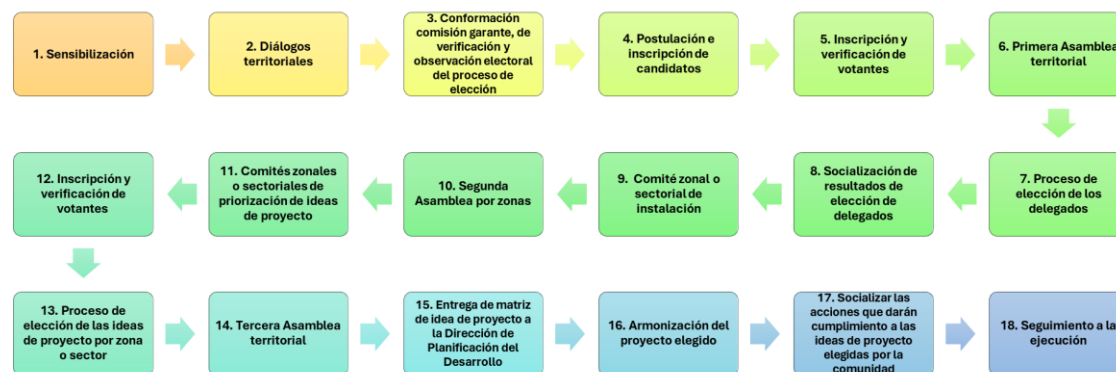 1. Sensibilización
2. Diálogos
territoriales
3. Conformación
comisión garante, de
verificación y
observación electoral
del proceso de
elección
4. Postulación e
inscripción de
candidatos
5. Inscripción y
verificación de
votantes
6. Primera Asamblea
territorial
7. Proceso de
elección de los
delegados
8. Socialización de
resultados de
elección de
delegados
9. Comité zonal o
sectorial de
instalación
10. Segunda
Asamblea por zonas
11. Comités zonales
o sectoriales de
priorización de ideas
de proyecto
12. Inscripción y
verificación de
votantes
13. Proceso de
elección de las ideas
de proyecto por zona
o sector
14. Tercera Asamblea
territorial
15. Entrega de matriz
de idea de proyecto a
la Dirección de
Planificación del
Desarrollo
16. Armonización del
proyecto elegido
17. Socializar las
acciones que darán
cumplimiento a las
ideas de proyecto
elegidas por la
comunidad
18. Seguimiento a la
ejecución